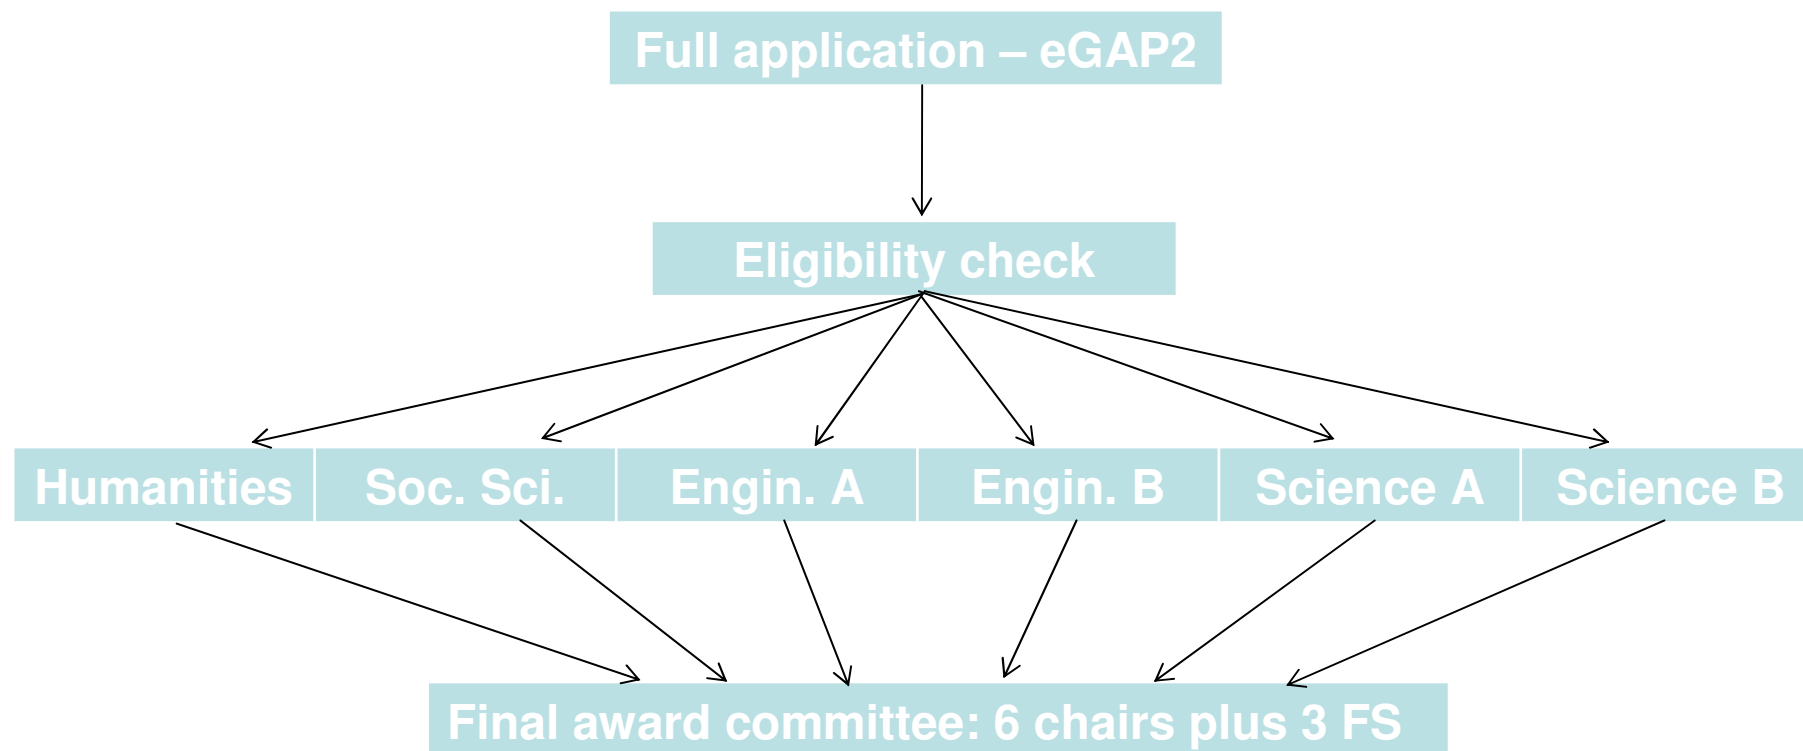 Full application – eGAP2
Eligibility check
Humanities
Soc. Sci.
Engin. A
Engin. B
Science A
Science B
Final award committee: 6 chairs plus 3 FS